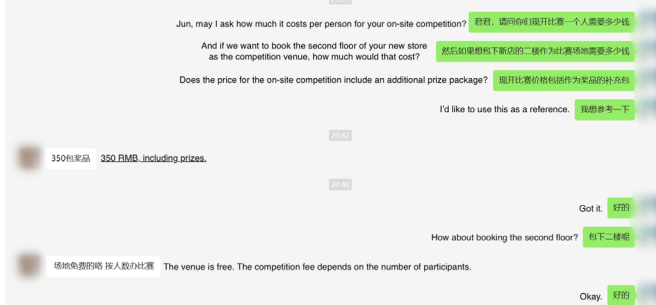 Jun, may I ask how much it costs per person for your on-site competition? 君君，请问你们现开比赛一个人需要多少钱
And if we want to book the second floor of your new store
as the competition venue, how much would that cost? 然后如果想包下新店的二楼作为比赛场地需要多少钱
Does the price for the on-site competition include an additional prize package? 现开比赛价格包括作为奖品的补充包
I'd like to use this as a reference. 我想参考一下
20:42
350包奖品 350 RMB, including prizes.
Got it. 好的
How about booking the second floor? 包下二楼呢
场地免费的咯 按人数办比赛 The venue is free. The competition fee depends on the number of participants.
Okay. 好的